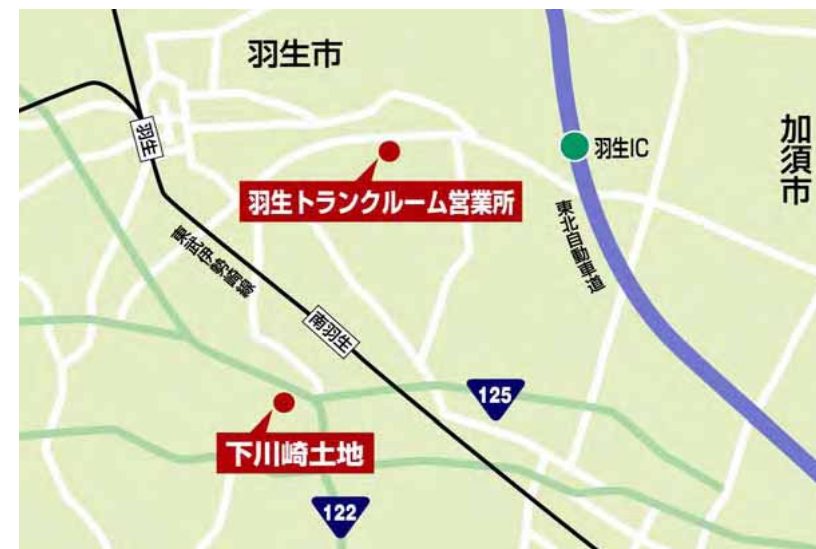 羽生市
羽生
羽生IC
加須市
羽生トランクルーム営業所
東武伊勢崎線
東北自動車道
南羽生
125
下川崎土地
122